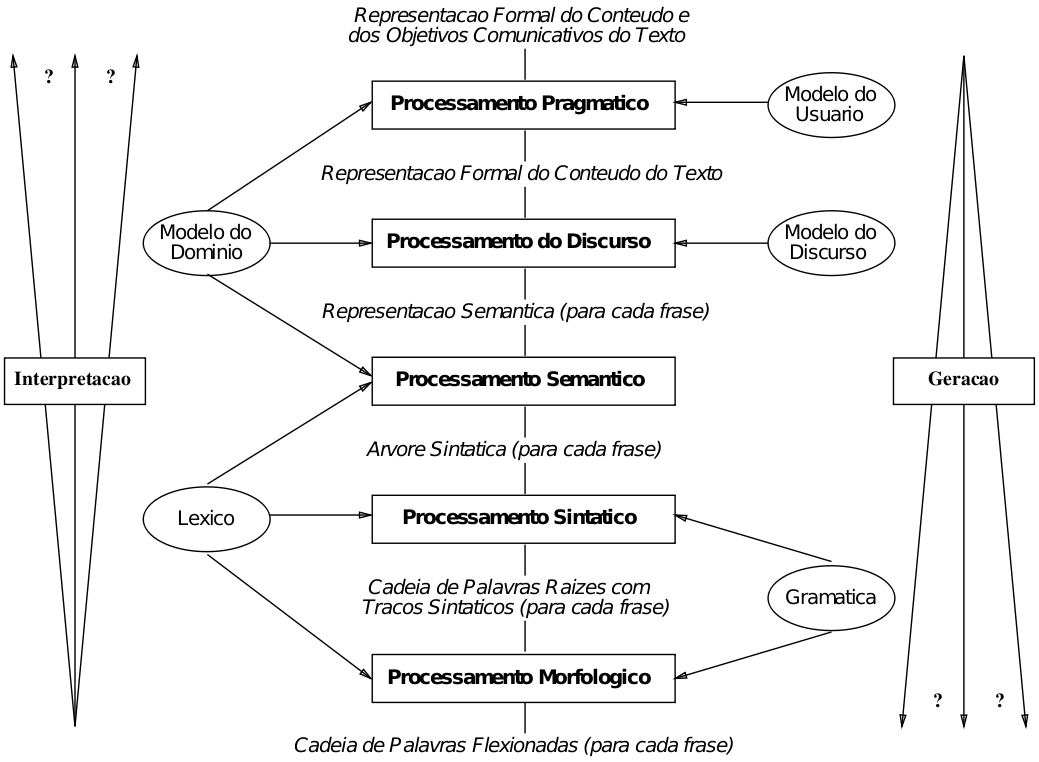 Representacao Formal do Conteudo e
dos Objetivos Comunicativos do Texto
? ?
Processamento Pragmatico
Modelo do
Usuario
Representacao Formal do Conteudo do Texto
Modelo do
Dominio
Processamento do Discurso
Modelo do
Discurso
Representacao Semantica (para cada frase)
Interpretacao
Processamento Semantico
Geracao
Arvore Sintatica (para cada frase)
Lexico
Processamento Sintatico
Cadeia de Palavras Raizes com
Tracos Sintaticos (para cada frase)
Gramatica
Processamento Morfologico
? ?
Cadeia de Palavras Flexionadas (para cada frase)